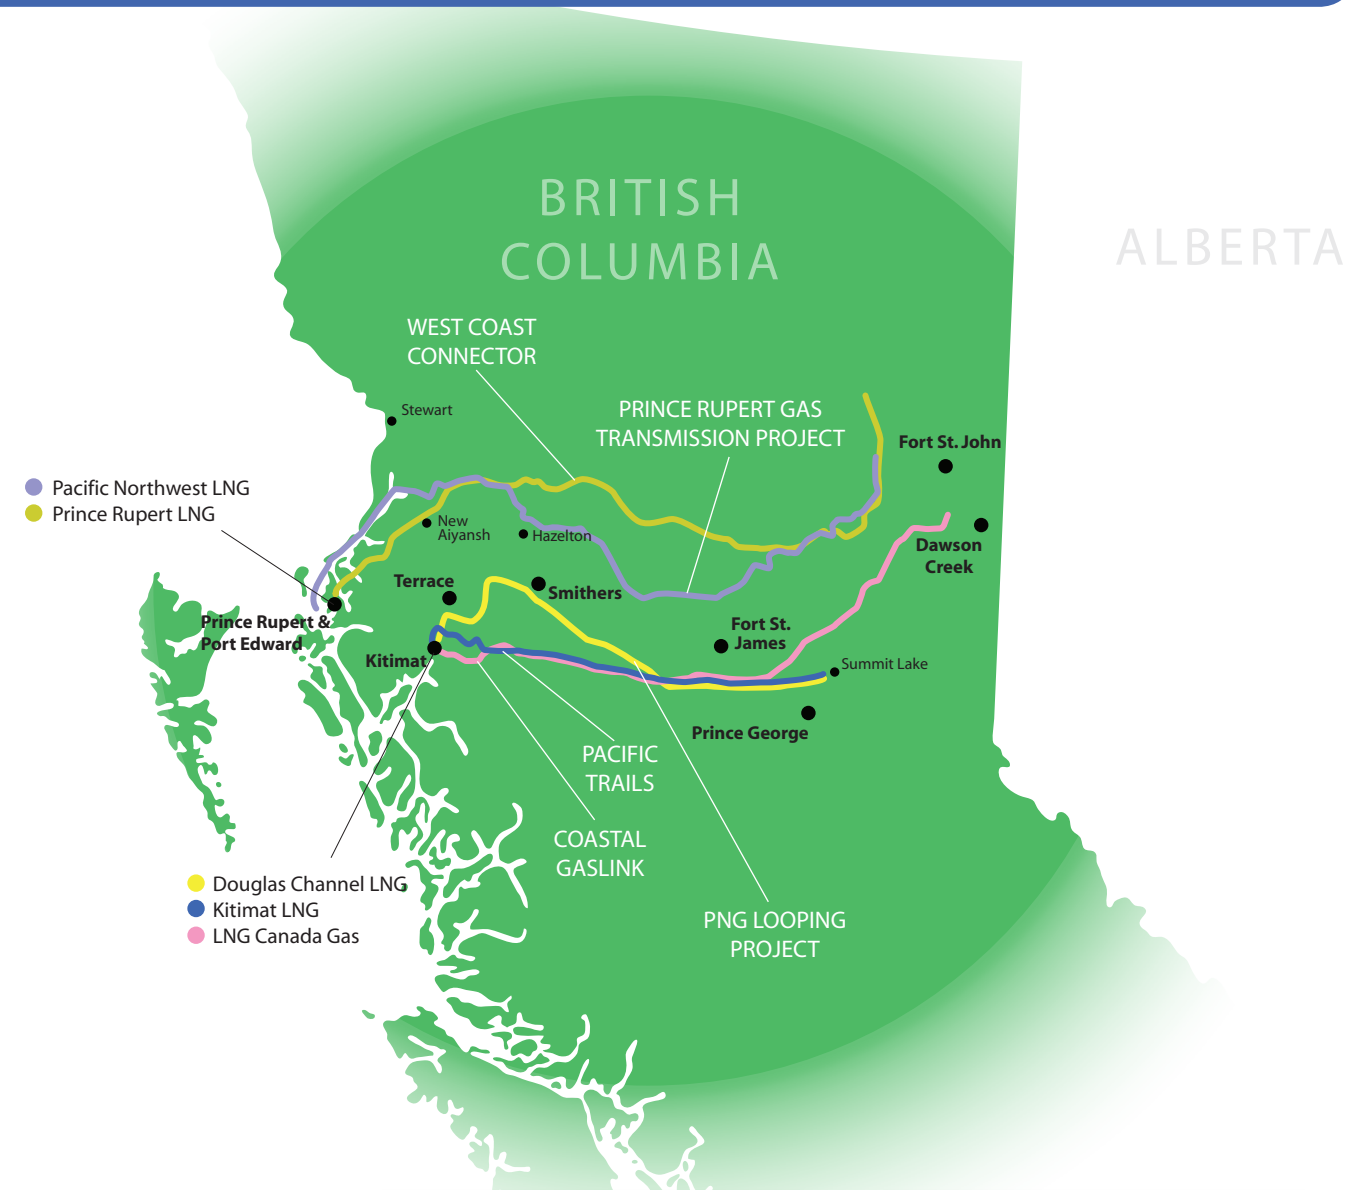 BRITISH
COLUMBIA
ALBERTA
WEST COAST
CONNECTOR
PRINCE RUPERT GAS
TRANSMISSION PROJECT
Stewart
Fort St. John
Pacific Northwest LNG
Prince Rupert LNG
New
Aiyansh
Hazelton
Dawson
Creek
Terrace
Smithers
Prince Rupert &
Port Edward
Fort St.
James
Kitimat
Summit Lake
Prince George
PACIFIC
TRAILS
COASTAL
GASLINK
Douglas Channel LNG
Kitimat LNG
LNG Canada Gas
PNG LOOPING
PROJECT